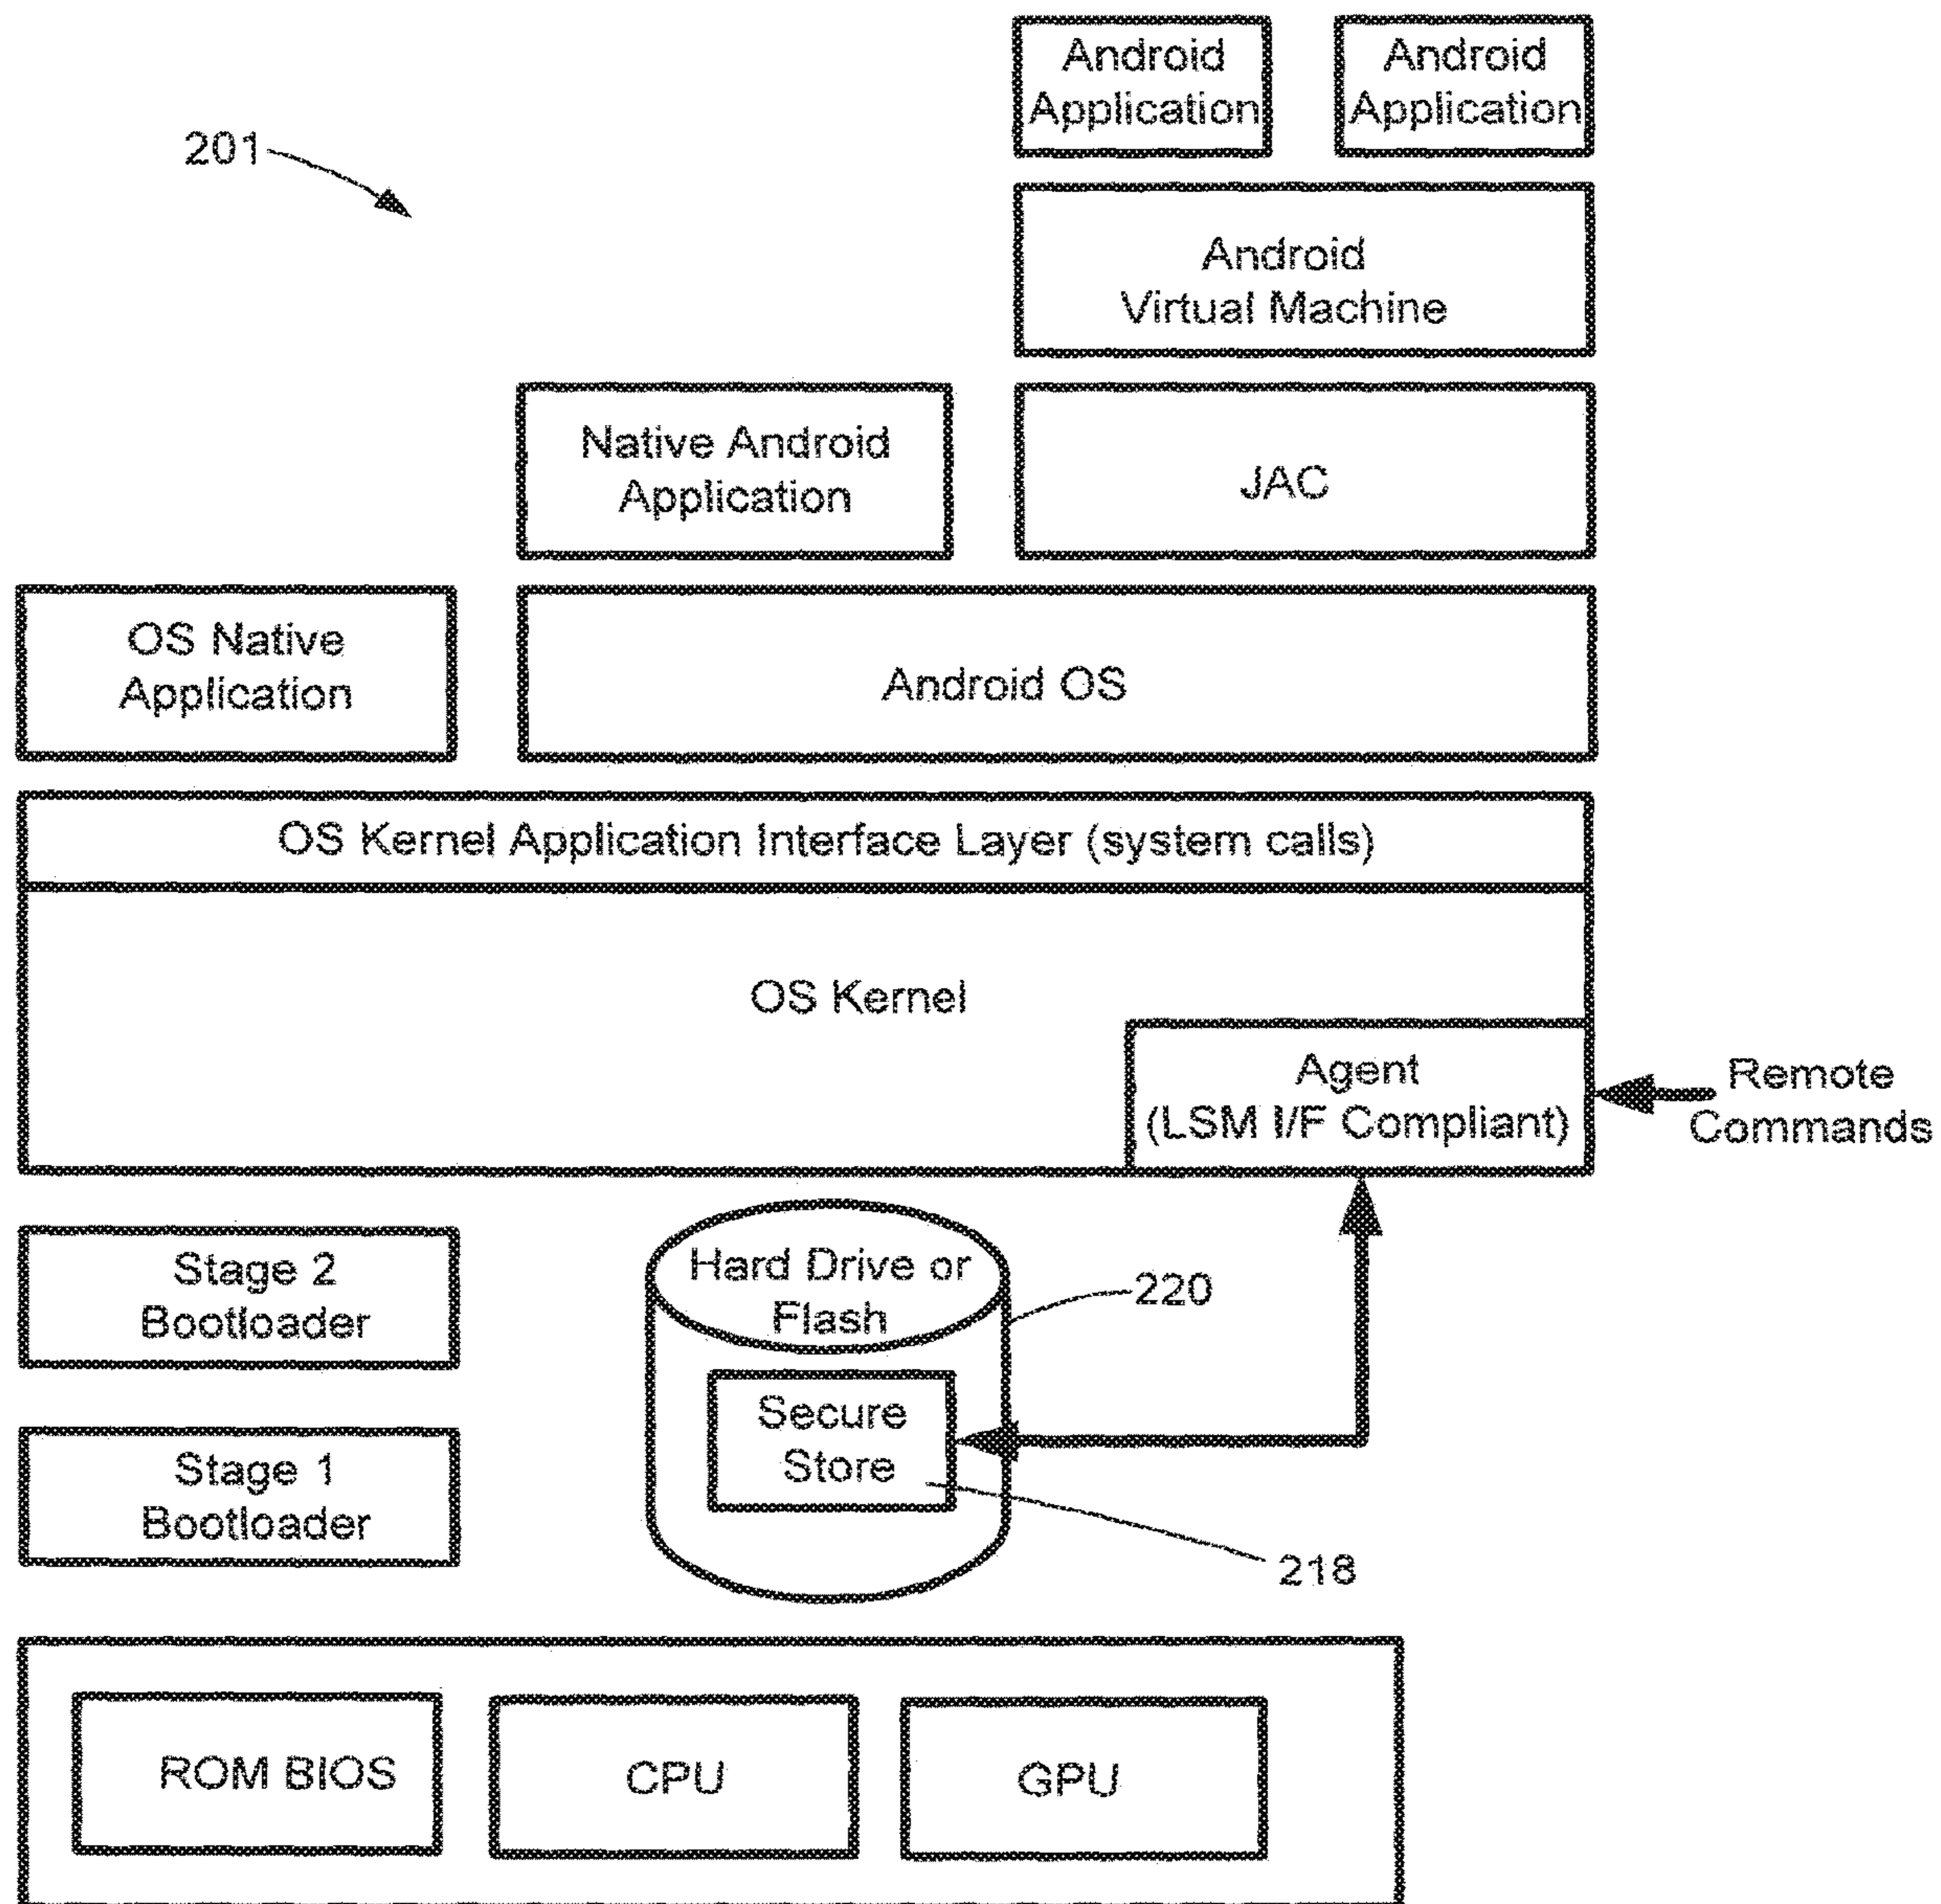 Android
Application
Android
Application
201
Android
Virtual Machine
Native Android
Application
JAC
OS Native
Application
Android OS
OS Kernel Application Interface Layer (system calls)
OS Kernel
Agent
(LSM I/F Compliant)
Remote
Commands
Stage 2
Bootloader
Hard Drive or
Flash
220
Secure
Store
Stage 1
Bootloader
218
ROM BIOS
CPU
GPU